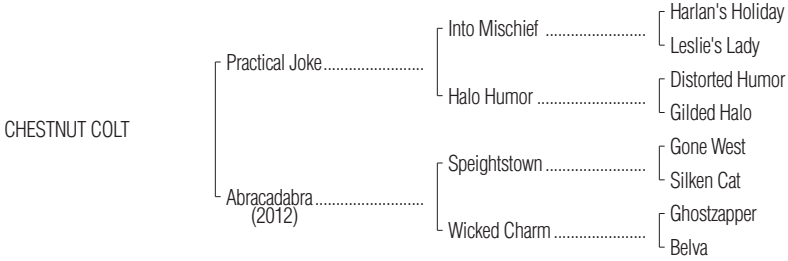 Harlan's Holiday
Into Mischief ........................
Leslie's Lady
Practical Joke........................
Distorted Humor
Halo Humor ..........................
Gilded Halo
CHESTNUT COLT
Gone West
Speightstown ........................
Silken Cat
Abracadabra..........................
(2012)
Ghostzapper
Wicked Charm ......................
Belva